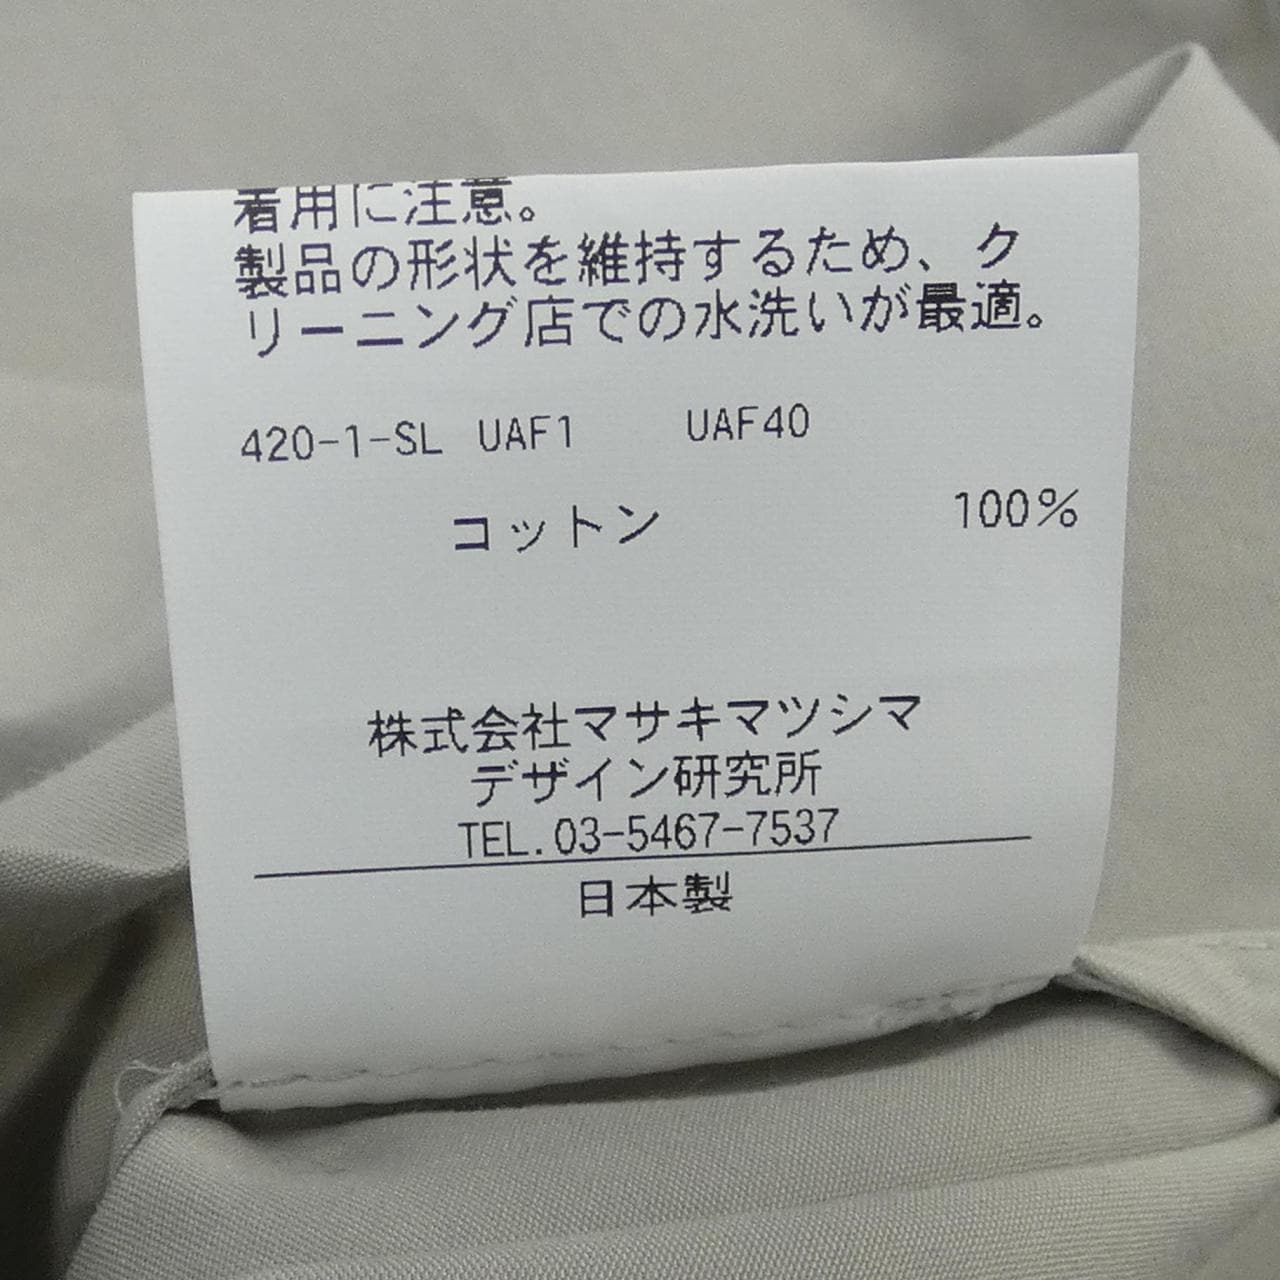 着用に注意。
製品の形状を維持するため、ク
リーニング店での水洗いが最適。
420-1-SL UAF1 UAF40
コットン 100%
株式会社マサキマツシマ
デザイン研究所
TEL.03-5467-7537
日本製